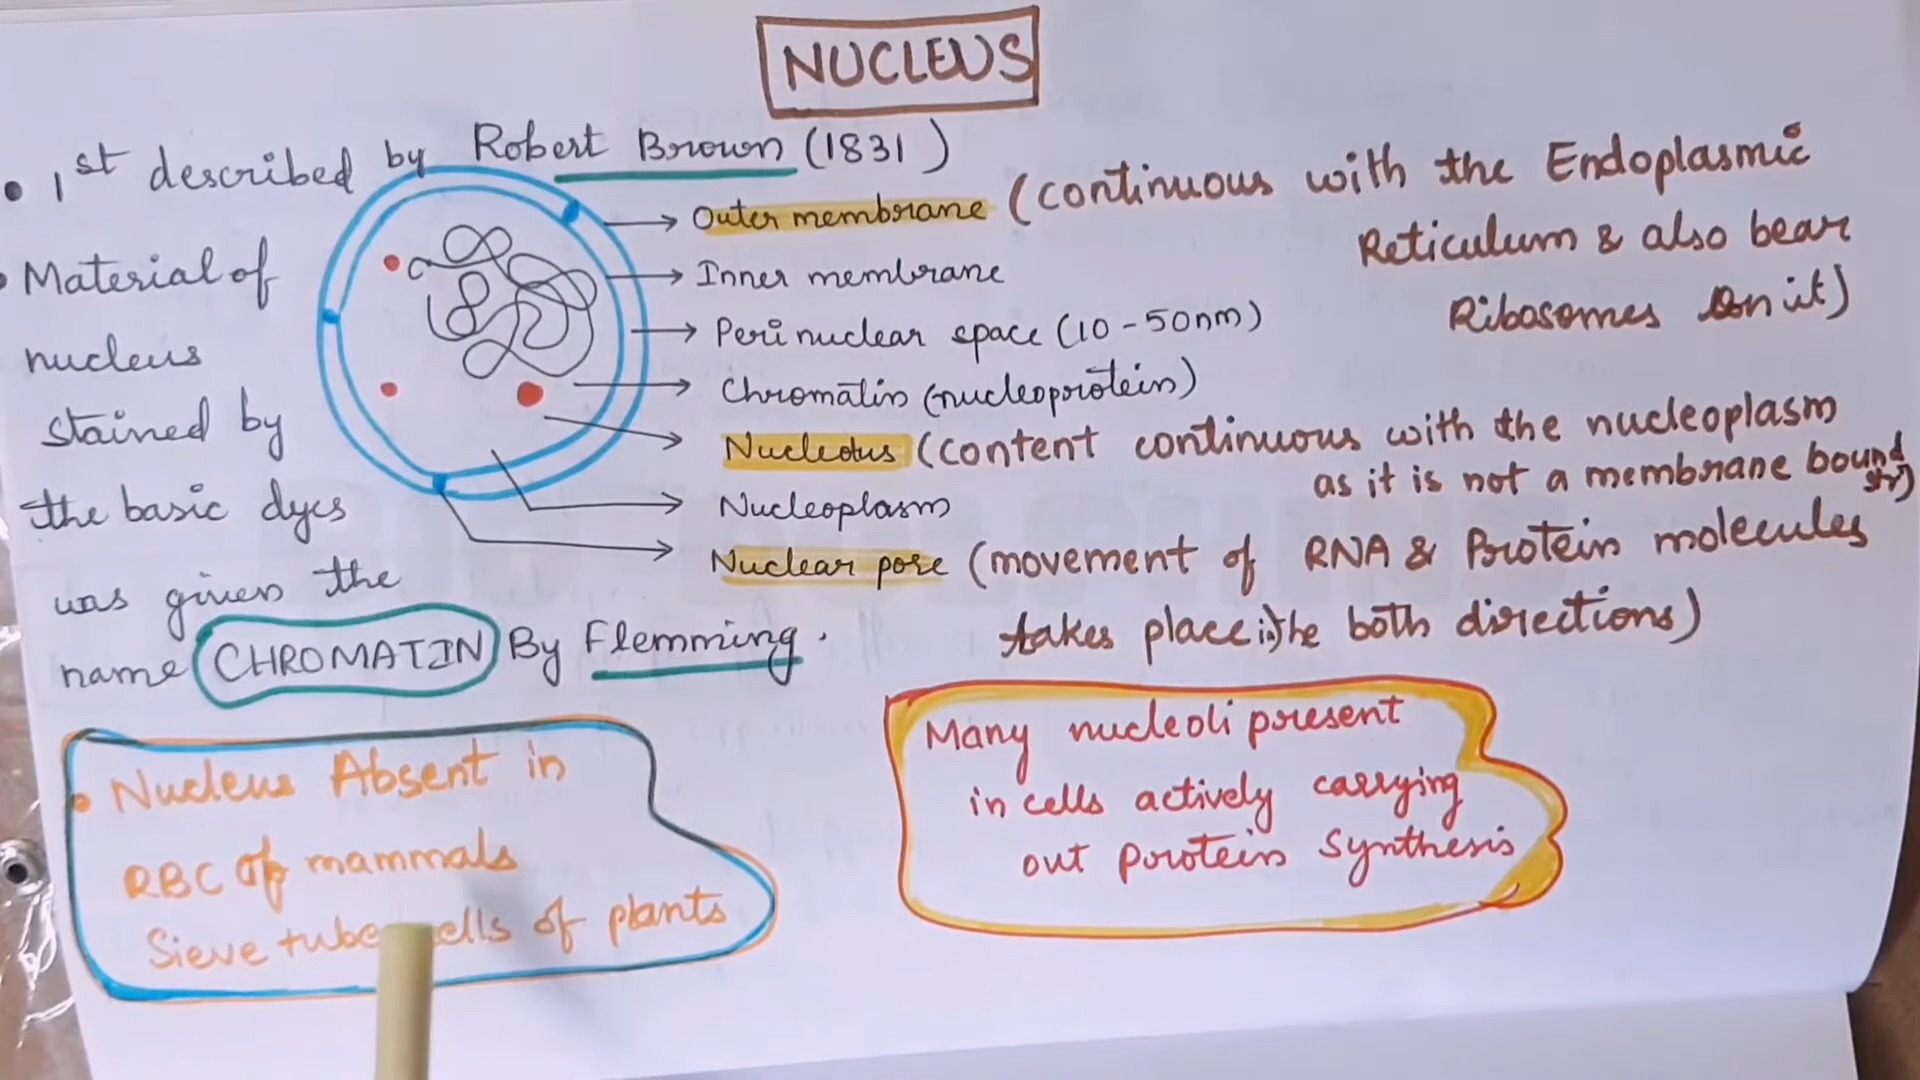 NUCLEUS
• 1st described by Robert Brown (1831)
• Material of
nucleus
stained by
the basic dyes
was given the
name CHROMATIN By Flemming.
→ Outer membrane (continuous with the Endoplasmic
Reticulum & also bear
Ribosomes on it)
→ Inner membrane
→ Peri nuclear space (10-50nm)
→ Chromatin (nucleoprotein)
→ Nucleolus (content continuous with the nucleoplasm
as it is not a membrane bound
str)
→ Nucleoplasm
→ Nuclear pore (movement of RNA & Protein molecules
takes place in the both directions)
• Nucleus Absent in
RBC of mammals
Sieve tube cells of plants
Many nucleoli present
in cells actively carrying
out protein synthesis